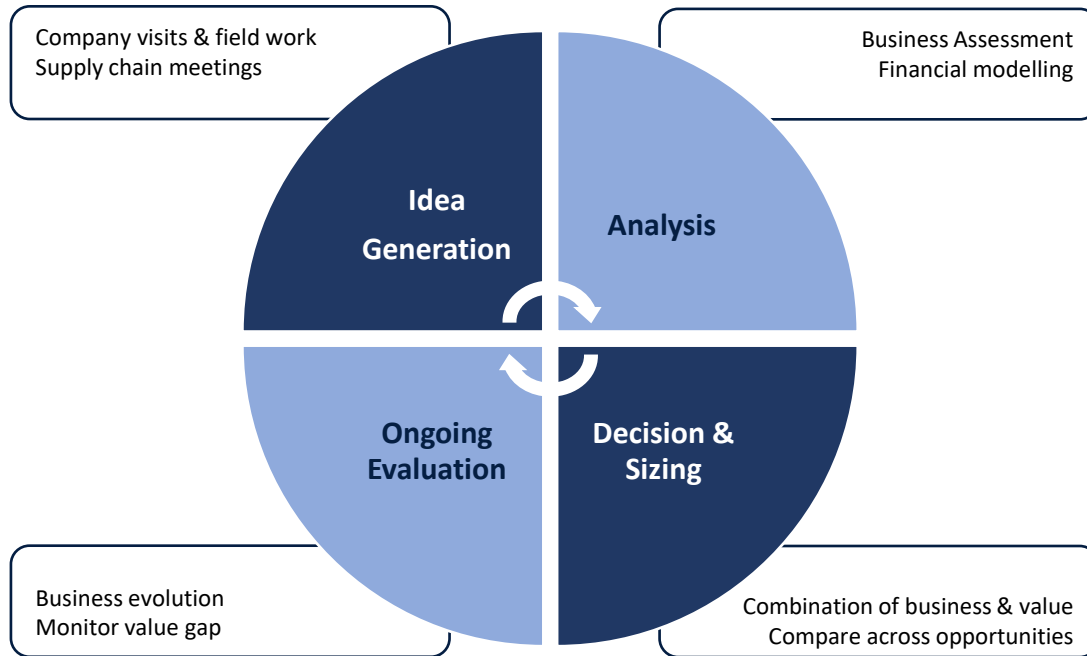 Company visits & field work
Supply chain meetings
Business Assessment
Financial modelling
Idea
Generation
Analysis
Ongoing
Evaluation
Decision &
Sizing
Business evolution
Monitor value gap
Combination of business & value
Compare across opportunities